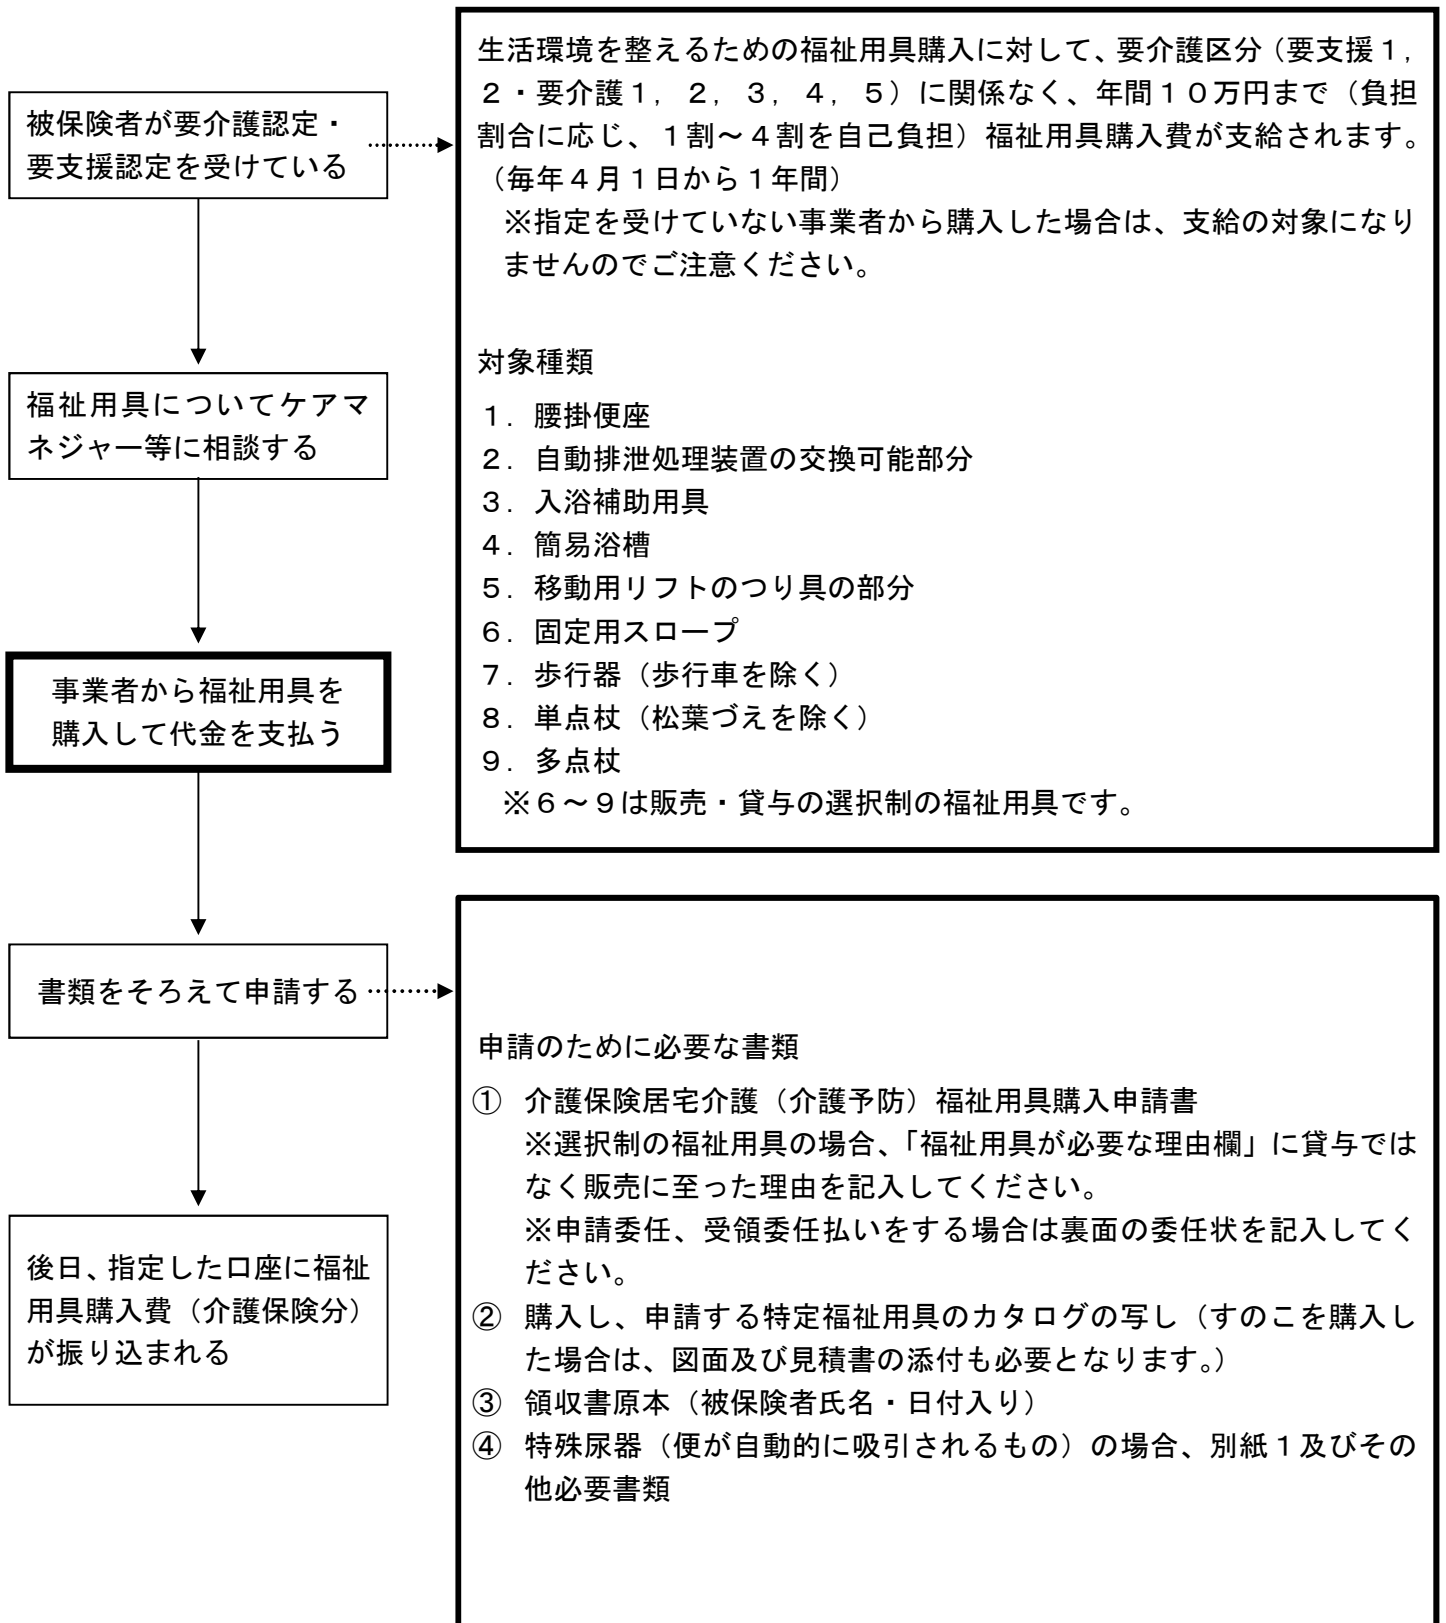 被保険者が要介護認定・
要支援認定を受けている
福祉用具についてケアマ
ネジャー等に相談する
事業者から福祉用具を
購入して代金を支払う
書類をそろえて申請する
後日、指定した口座に福祉
用具購入費（介護保険分）
が振り込まれる
生活環境を整えるための福祉用具購入に対して、要介護区分（要支援１，
２・要介護１，２，３，４，５）に関係なく、年間１０万円まで（負担
割合に応じ、１割～４割を自己負担）福祉用具購入費が支給されます。
（毎年４月１日から１年間）
※指定を受けていない事業者から購入した場合は、支給の対象になり
ませんのでご注意ください。
対象種類
１．腰掛便座
２．自動排泄処理装置の交換可能部分
３．入浴補助用具
４．簡易浴槽
５．移動用リフトのつり具の部分
６．固定用スロープ
７．歩行器（歩行車を除く）
８．単点杖（松葉づえを除く）
９．多点杖
※６～９は販売・貸与の選択制の福祉用具です。
申請のために必要な書類
① 介護保険居宅介護（介護予防）福祉用具購入申請書
※選択制の福祉用具の場合、「福祉用具が必要な理由欄」に貸与では
なく販売に至った理由を記入してください。
※申請委任、受領委任払いをする場合は裏面の委任状を記入してく
ださい。
② 購入し、申請する特定福祉用具のカタログの写し（すのこを購入し
た場合は、図面及び見積書の添付も必要となります。）
③ 領収書原本（被保険者氏名・日付入り）
④ 特殊尿器（便が自動的に吸引されるもの）の場合、別紙１及びその
他必要書類